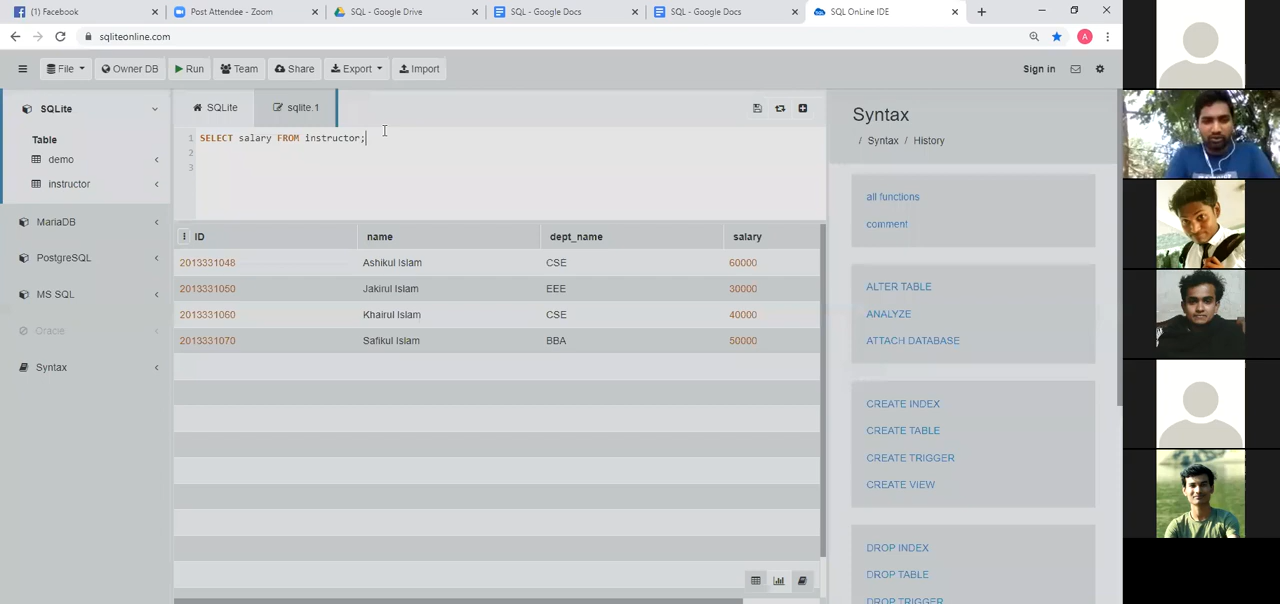 (1) Facebook
Post Attendee - Zoom
SQL - Google Drive
SQL - Google Docs
SQL - Google Docs
SQL OnLine IDE
sqliteonline.com
A
File
Owner DB
Run
Team
Share
Export
Import
Sign in
SQLite
Table
demo
instructor
MariaDB
PostgreSQL
MS SQL
Oracle
Syntax
SQLite
sqlite.1
1 SELECT salary FROM instructor;
2
3
ID name dept_name salary
2013331048 Ashikul Islam CSE 60000
2013331050 Jakirul Islam EEE 30000
2013331060 Khairul Islam CSE 40000
2013331070 Safikul Islam BBA 50000
Syntax
/ Syntax / History
all functions
comment
ALTER TABLE
ANALYZE
ATTACH DATABASE
CREATE INDEX
CREATE TABLE
CREATE TRIGGER
CREATE VIEW
DROP INDEX
DROP TABLE
DROP TRIGGER